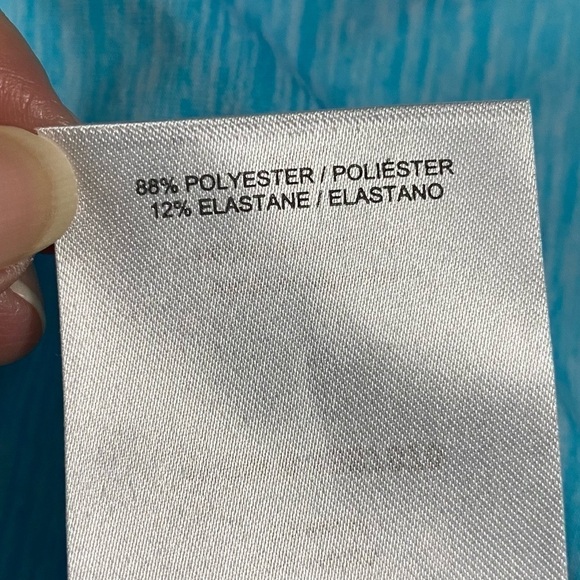 88% POLYESTER / POLIÉSTER
12% ELASTANE / ELASTANO